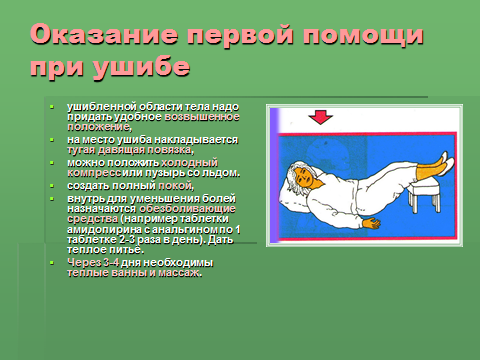 Оказание первой помощи
при ушибе
ушибленной области тела надо
придать удобное возвышенное
положение,
на место ушиба накладывается
тугая давящая повязка,
можно положить холодный
компресс или пузырь со льдом.
создать полный покой,
внутрь для уменьшения болей
назначаются обезболивающие
средства (например таблетки
амидопирина с анальгином по 1
таблетке 2-3 раза в день). Дать
теплое питьё.
Через 3-4 дня необходимы
теплые ванны и массаж.